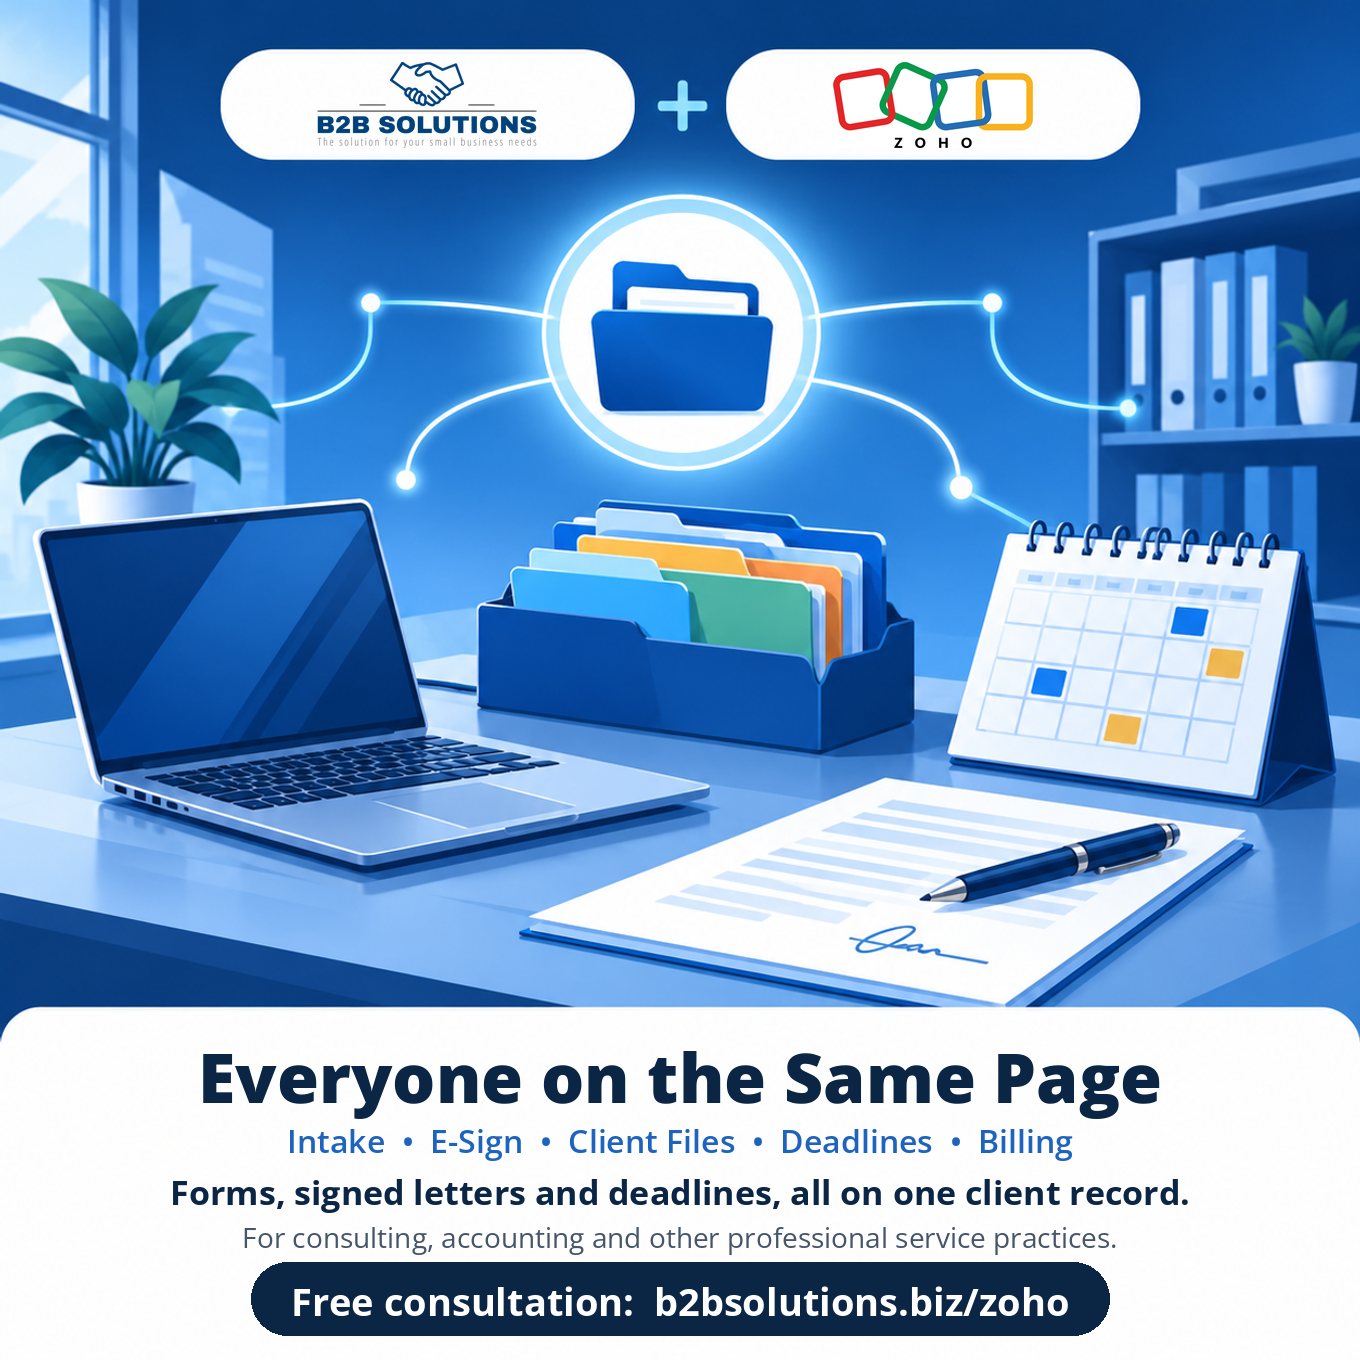 B2B SOLUTIONS
The solution for your small business needs
ZOHO
Everyone on the Same Page
Intake • E-Sign • Client Files • Deadlines • Billing
Forms, signed letters and deadlines, all on one client record.
For consulting, accounting and other professional service practices.
Free consultation: b2bsolutions.biz/zoho